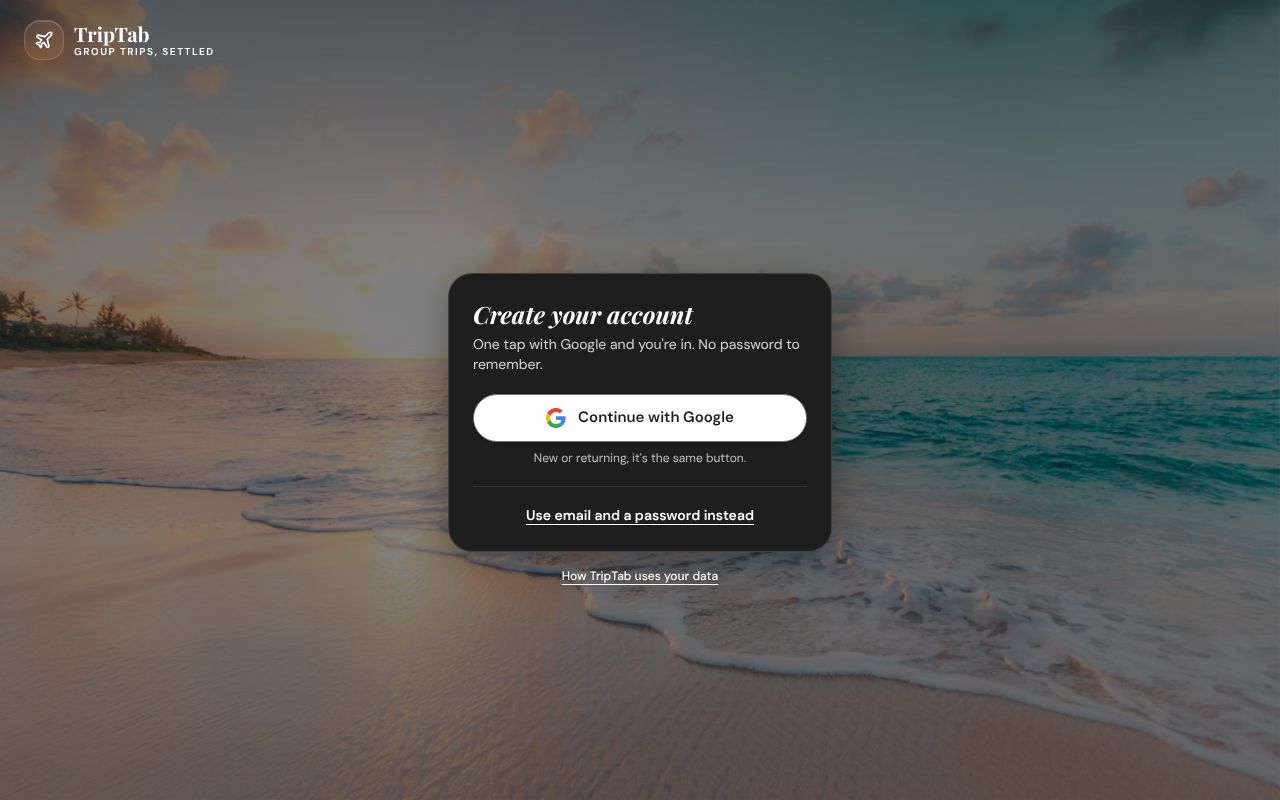 TripTab
GROUP TRIPS, SETTLED
Create your account
One tap with Google and you're in. No password to
remember.
Continue with Google
New or returning, it's the same button.
Use email and a password instead
How TripTab uses your data